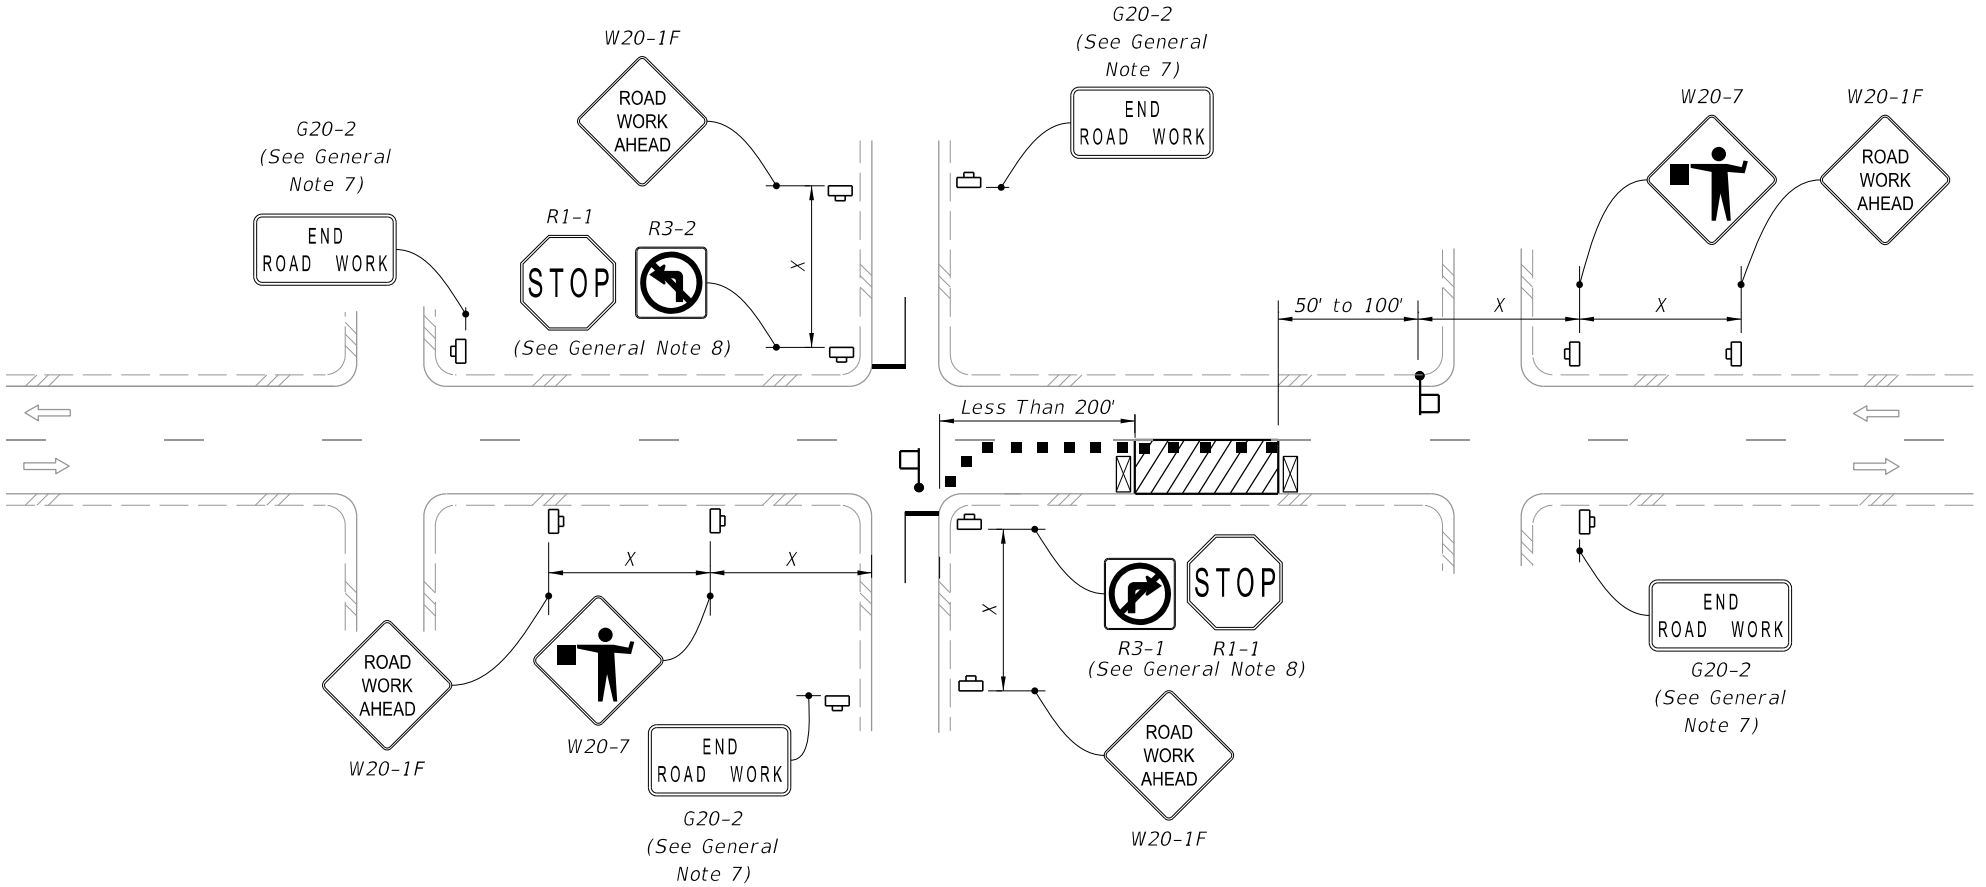 G20-2
(See General
Note 7)
END
ROAD WORK
W20-1F
ROAD
WORK
AHEAD
W20-7
W20-1F
ROAD
WORK
AHEAD
G20-2
(See General
Note 7)
END
ROAD WORK
R1-1
STOP
R3-2
(See General Note 8)
X
50' to 100'
X
X
Less Than 200'
X
X
ROAD
WORK
AHEAD
W20-1F
W20-7
END
ROAD WORK
G20-2
(See General
Note 7)
X
STOP
R3-1
R1-1
(See General Note 8)
ROAD
WORK
AHEAD
W20-1F
END
ROAD WORK
G20-2
(See General
Note 7)